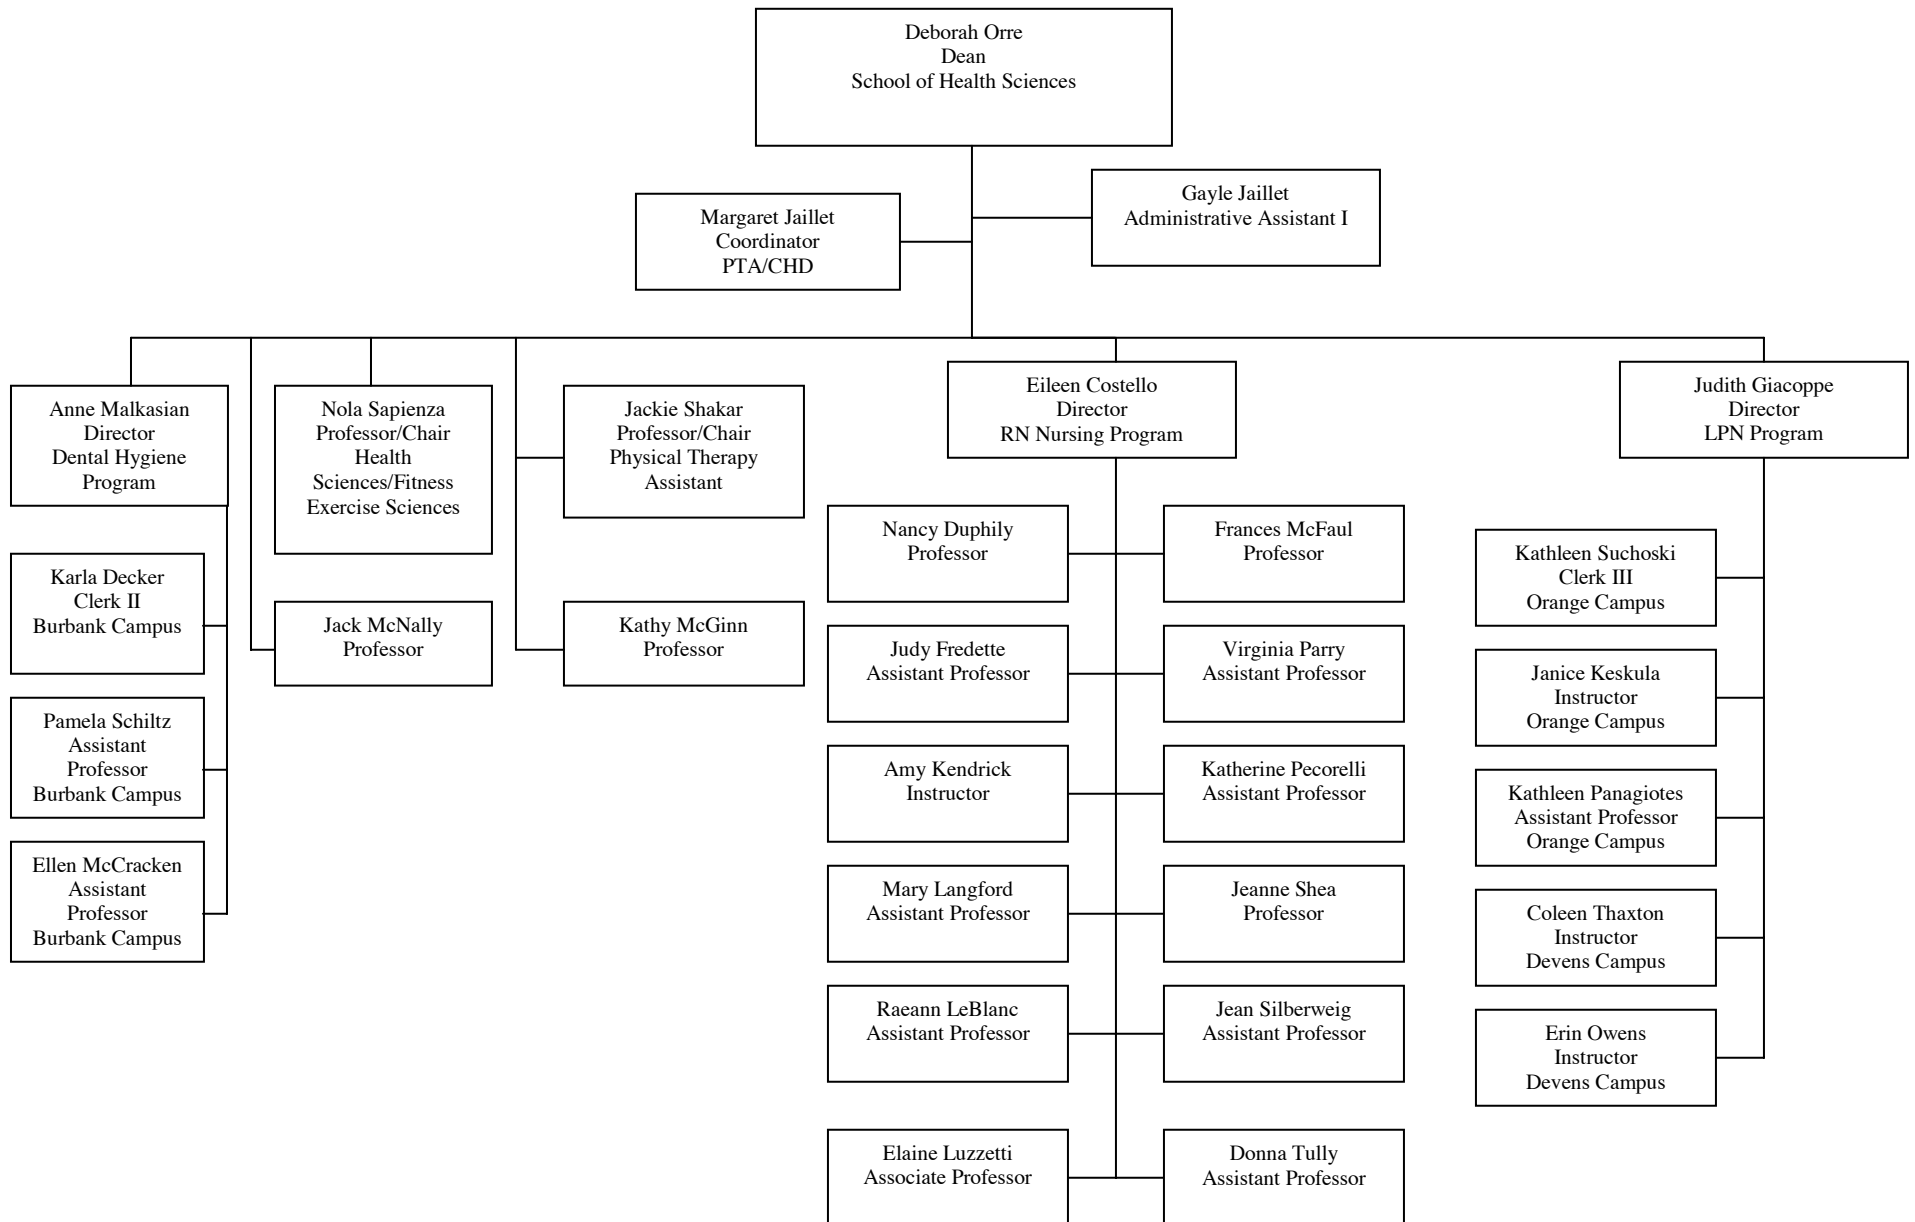 Deborah Orre
Dean
School of Health Sciences
Gayle Jaillet
Administrative Assistant I
Margaret Jaillet
Coordinator
PTA/CHD
Anne Malkasian
Director
Dental Hygiene
Program
Nola Sapienza
Professor/Chair
Health
Sciences/Fitness
Exercise Sciences
Jackie Shakar
Professor/Chair
Physical Therapy
Assistant
Eileen Costello
Director
RN Nursing Program
Judith Giacoppe
Director
LPN Program
Karla Decker
Clerk II
Burbank Campus
Pamela Schiltz
Assistant
Professor
Burbank Campus
Ellen McCracken
Assistant
Professor
Burbank Campus
Jack McNally
Professor
Kathy McGinn
Professor
Nancy Duphily
Professor
Frances McFaul
Professor
Judy Fredette
Assistant Professor
Virginia Parry
Assistant Professor
Amy Kendrick
Instructor
Katherine Pecorelli
Assistant Professor
Mary Langford
Assistant Professor
Jeanne Shea
Professor
Raeann LeBlanc
Assistant Professor
Jean Silberweig
Assistant Professor
Elaine Luzzetti
Associate Professor
Donna Tully
Assistant Professor
Kathleen Suchoski
Clerk III
Orange Campus
Janice Keskula
Instructor
Orange Campus
Kathleen Panagiotes
Assistant Professor
Orange Campus
Coleen Thaxton
Instructor
Devens Campus
Erin Owens
Instructor
Devens Campus